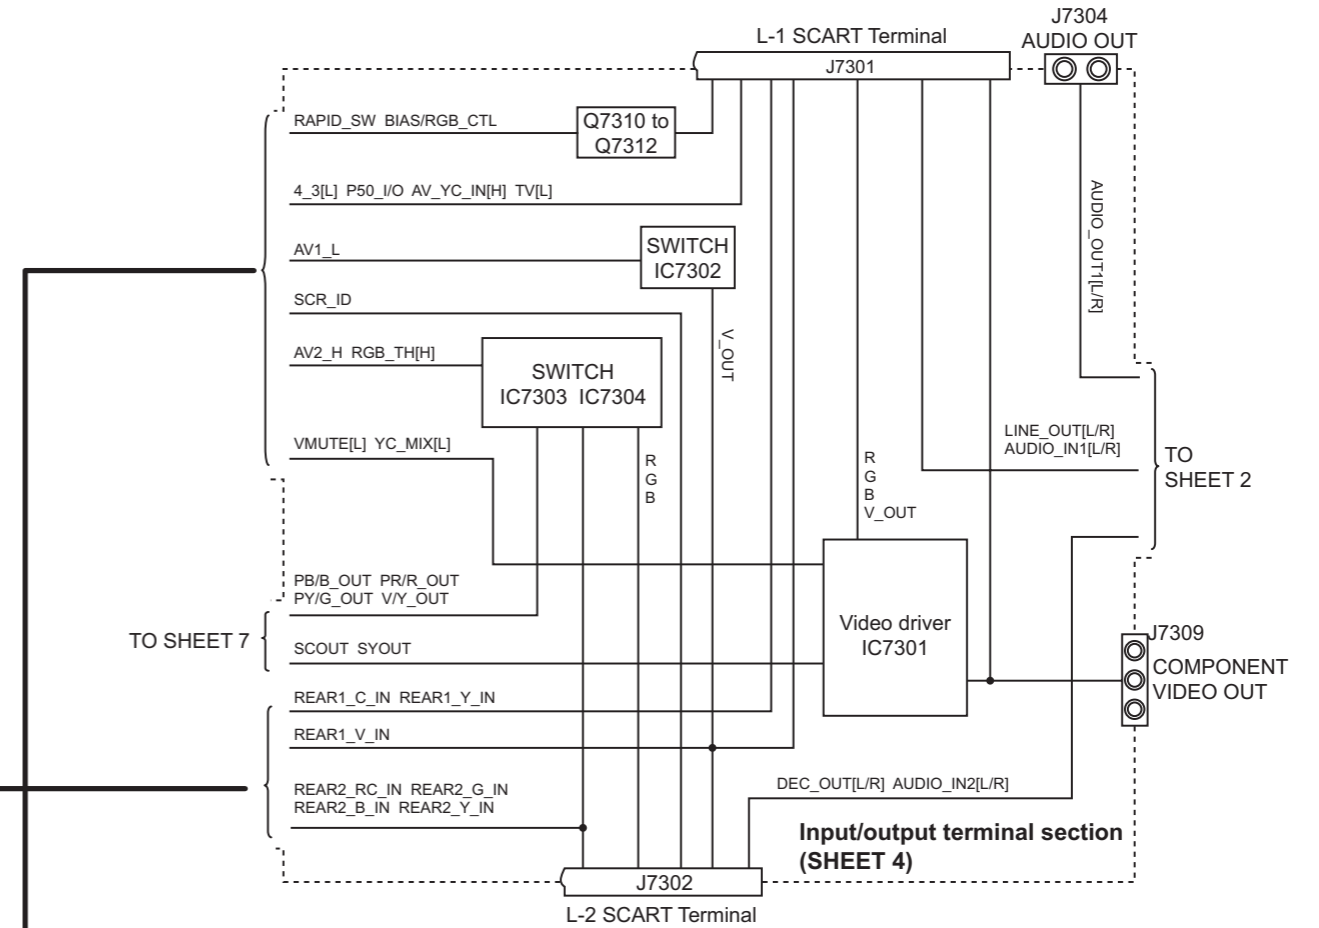 J7304
AUDIO OUT
L-1 SCART Terminal
J7301
RAPID_SW BIAS/RGB_CTL
Q7310 to
Q7312
4_3[L] P50_I/O AV_YC_IN[H] TV[L]
AUDIO_OUT1[L/R]
AV1_L
SWITCH
IC7302
SCR_ID
V_OUT
AV2_H RGB_TH[H]
SWITCH
IC7303 IC7304
VMUTE[L] YC_MIX[L]
R
G
B
R
G
B
V_OUT
LINE_OUT[L/R]
AUDIO_IN1[L/R]
TO
SHEET 2
PB/B_OUT PR/R_OUT
PY/G_OUT V/Y_OUT
TO SHEET 7
SCOUT SYOUT
Video driver
IC7301
J7309
COMPONENT
VIDEO OUT
REAR1_C_IN REAR1_Y_IN
REAR1_V_IN
REAR2_RC_IN REAR2_G_IN
REAR2_B_IN REAR2_Y_IN
DEC_OUT[L/R] AUDIO_IN2[L/R]
Input/output terminal section
(SHEET 4)
J7302
L-2 SCART Terminal